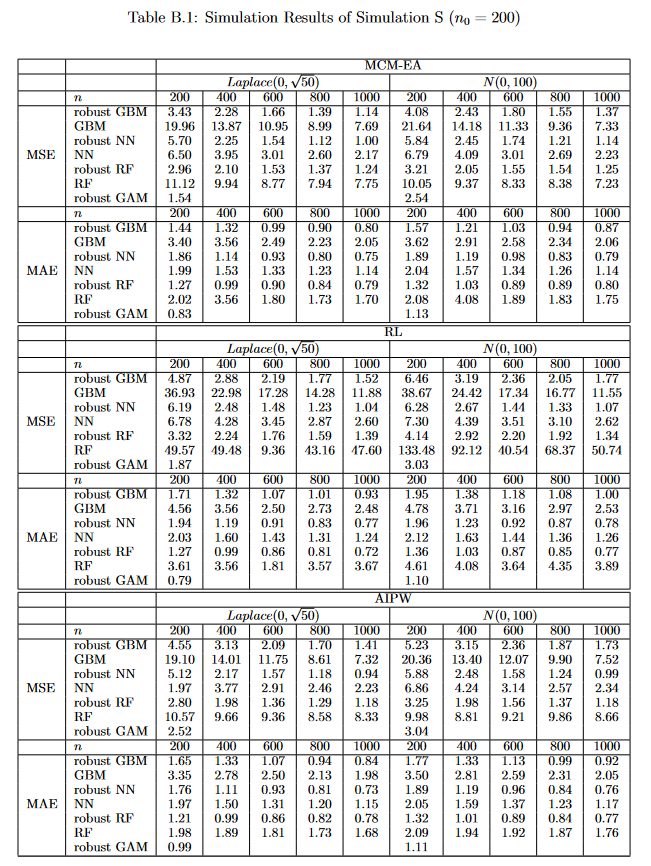 Table B.1: Simulation Results of Simulation S (n₀ = 200)
MCM-EA
Laplace(0, √50) N(0, 100)
n 200 400 600 800 1000 200 400 600 800 1000
robust GBM 3.43 2.28 1.66 1.39 1.14 4.08 2.43 1.80 1.55 1.37
GBM 19.96 13.87 10.95 8.99 7.69 21.64 14.18 11.33 9.36 7.33
robust NN 5.70 2.25 1.54 1.12 1.00 5.84 2.45 1.74 1.21 1.14
MSE NN 6.50 3.95 3.01 2.60 2.17 6.79 4.09 3.01 2.69 2.23
robust RF 2.96 2.10 1.53 1.37 1.24 3.21 2.05 1.55 1.54 1.25
RF 11.12 9.94 8.77 7.94 7.75 10.05 9.37 8.33 8.38 7.23
robust GAM 1.54 2.54
n 200 400 600 800 1000 200 400 600 800 1000
robust GBM 1.44 1.32 0.99 0.90 0.80 1.57 1.21 1.03 0.94 0.87
GBM 3.40 3.56 2.49 2.23 2.05 3.62 2.91 2.58 2.34 2.06
robust NN 1.86 1.14 0.93 0.80 0.75 1.89 1.19 0.98 0.83 0.79
MAE NN 1.99 1.53 1.33 1.23 1.14 2.04 1.57 1.34 1.26 1.14
robust RF 1.27 0.99 0.90 0.84 0.79 1.32 1.03 0.89 0.89 0.80
RF 2.02 3.56 1.80 1.73 1.70 2.08 4.08 1.89 1.83 1.75
robust GAM 0.83 1.13
RL
Laplace(0, √50) N(0, 100)
n 200 400 600 800 1000 200 400 600 800 1000
robust GBM 4.87 2.88 2.19 1.77 1.52 6.46 3.19 2.36 2.05 1.77
GBM 36.93 22.98 17.28 14.28 11.88 38.67 24.42 17.34 16.77 11.55
robust NN 6.19 2.48 1.48 1.23 1.04 6.28 2.67 1.44 1.33 1.07
MSE NN 6.78 4.28 3.45 2.87 2.60 7.30 4.39 3.51 3.10 2.62
robust RF 3.32 2.24 1.76 1.59 1.39 4.14 2.92 2.20 1.92 1.34
RF 49.57 49.48 9.36 43.16 47.60 133.48 92.12 40.54 68.37 50.74
robust GAM 1.87 3.03
n 200 400 600 800 1000 200 400 600 800 1000
robust GBM 1.71 1.32 1.07 1.01 0.93 1.95 1.38 1.18 1.08 1.00
GBM 4.56 3.56 2.50 2.73 2.48 4.78 3.71 3.16 2.97 2.53
robust NN 1.94 1.19 0.91 0.83 0.77 1.96 1.23 0.92 0.87 0.78
MAE NN 2.03 1.60 1.43 1.31 1.24 2.12 1.63 1.44 1.36 1.26
robust RF 1.27 0.99 0.86 0.81 0.72 1.36 1.03 0.87 0.85 0.77
RF 3.61 3.56 1.81 3.57 3.67 4.61 4.08 3.64 4.35 3.89
robust GAM 0.79 1.10
AIPW
Laplace(0, √50) N(0, 100)
n 200 400 600 800 1000 200 400 600 800 1000
robust GBM 4.55 3.13 2.09 1.70 1.41 5.23 3.15 2.36 1.87 1.73
GBM 19.10 14.01 11.75 8.61 7.32 20.36 13.40 12.07 9.90 7.52
robust NN 5.12 2.17 1.57 1.18 0.94 5.88 2.48 1.58 1.24 0.99
MSE NN 1.97 3.77 2.91 2.46 2.23 6.86 4.24 3.14 2.57 2.34
robust RF 2.80 1.98 1.36 1.29 1.18 3.25 1.98 1.56 1.37 1.18
RF 10.57 9.66 9.36 8.58 8.33 9.98 8.81 9.21 9.86 8.66
robust GAM 2.52 3.04
n 200 400 600 800 1000 200 400 600 800 1000
robust GBM 1.65 1.33 1.07 0.94 0.84 1.77 1.33 1.13 0.99 0.92
GBM 3.35 2.78 2.50 2.13 1.98 3.50 2.81 2.59 2.31 2.05
robust NN 1.76 1.11 0.93 0.81 0.73 1.89 1.19 0.96 0.84 0.76
MAE NN 1.97 1.50 1.31 1.20 1.15 2.05 1.59 1.37 1.23 1.17
robust RF 1.21 0.99 0.86 0.82 0.78 1.32 1.01 0.89 0.84 0.77
RF 1.98 1.89 1.81 1.73 1.68 2.09 1.94 1.92 1.87 1.76
robust GAM 0.99 1.11